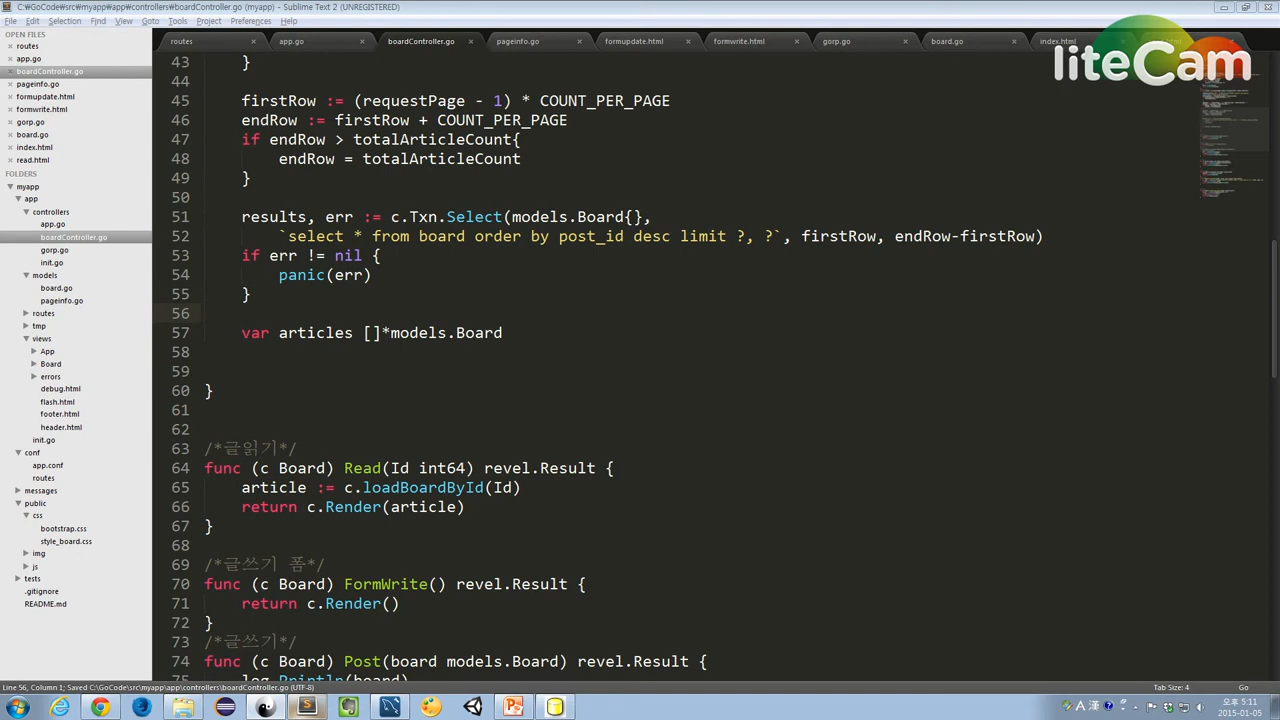 C:₩GoCode₩src₩myapp₩app₩controllers₩boardController.go (myapp) - Sublime Text 2 (UNREGISTERED)
File Edit Selection Find View Goto Tools Project Preferences Help
OPEN FILES
routes
app.go
boardController.go
pageinfo.go
formupdate.html
formwrite.html
gorp.go
board.go
index.html
read.html
FOLDERS
myapp
app
controllers
app.go
boardController.go
gorp.go
init.go
models
board.go
pageinfo.go
routes
tmp
views
App
Board
errors
debug.html
flash.html
footer.html
header.html
init.go
conf
app.conf
routes
messages
public
css
bootstrap.css
style_board.css
img
js
tests
.gitignore
README.md
routes app.go boardController.go pageinfo.go formupdate.html formwrite.html gorp.go board.go index.html
liteCam
43 }
44
45 firstRow := (requestPage - 1) * COUNT_PER_PAGE
46 endRow := firstRow + COUNT_PER_PAGE
47 if endRow > totalArticleCount{
48 endRow = totalArticleCount
49 }
50
51 results, err := c.Txn.Select(models.Board{},
52 `select * from board order by post_id desc limit ?, ?`, firstRow, endRow-firstRow)
53 if err != nil {
54 panic(err)
55 }
56
57 var articles []*models.Board
58
59
60 }
61
62
63 /*글읽기*/
64 func (c Board) Read(Id int64) revel.Result {
65 article := c.loadBoardById(Id)
66 return c.Render(article)
67 }
68
69 /*글쓰기 폼*/
70 func (c Board) FormWrite() revel.Result {
71 return c.Render()
72 }
73 /*글쓰기*/
74 func (c Board) Post(board models.Board) revel.Result {
log.Println(board)
Line 56, Column 1; Saved C:₩GoCode₩src₩myapp₩app₩controllers₩boardController.go (UTF-8)
Tab Size: 4 Go
A 漢
오후 5:11
2015-01-05